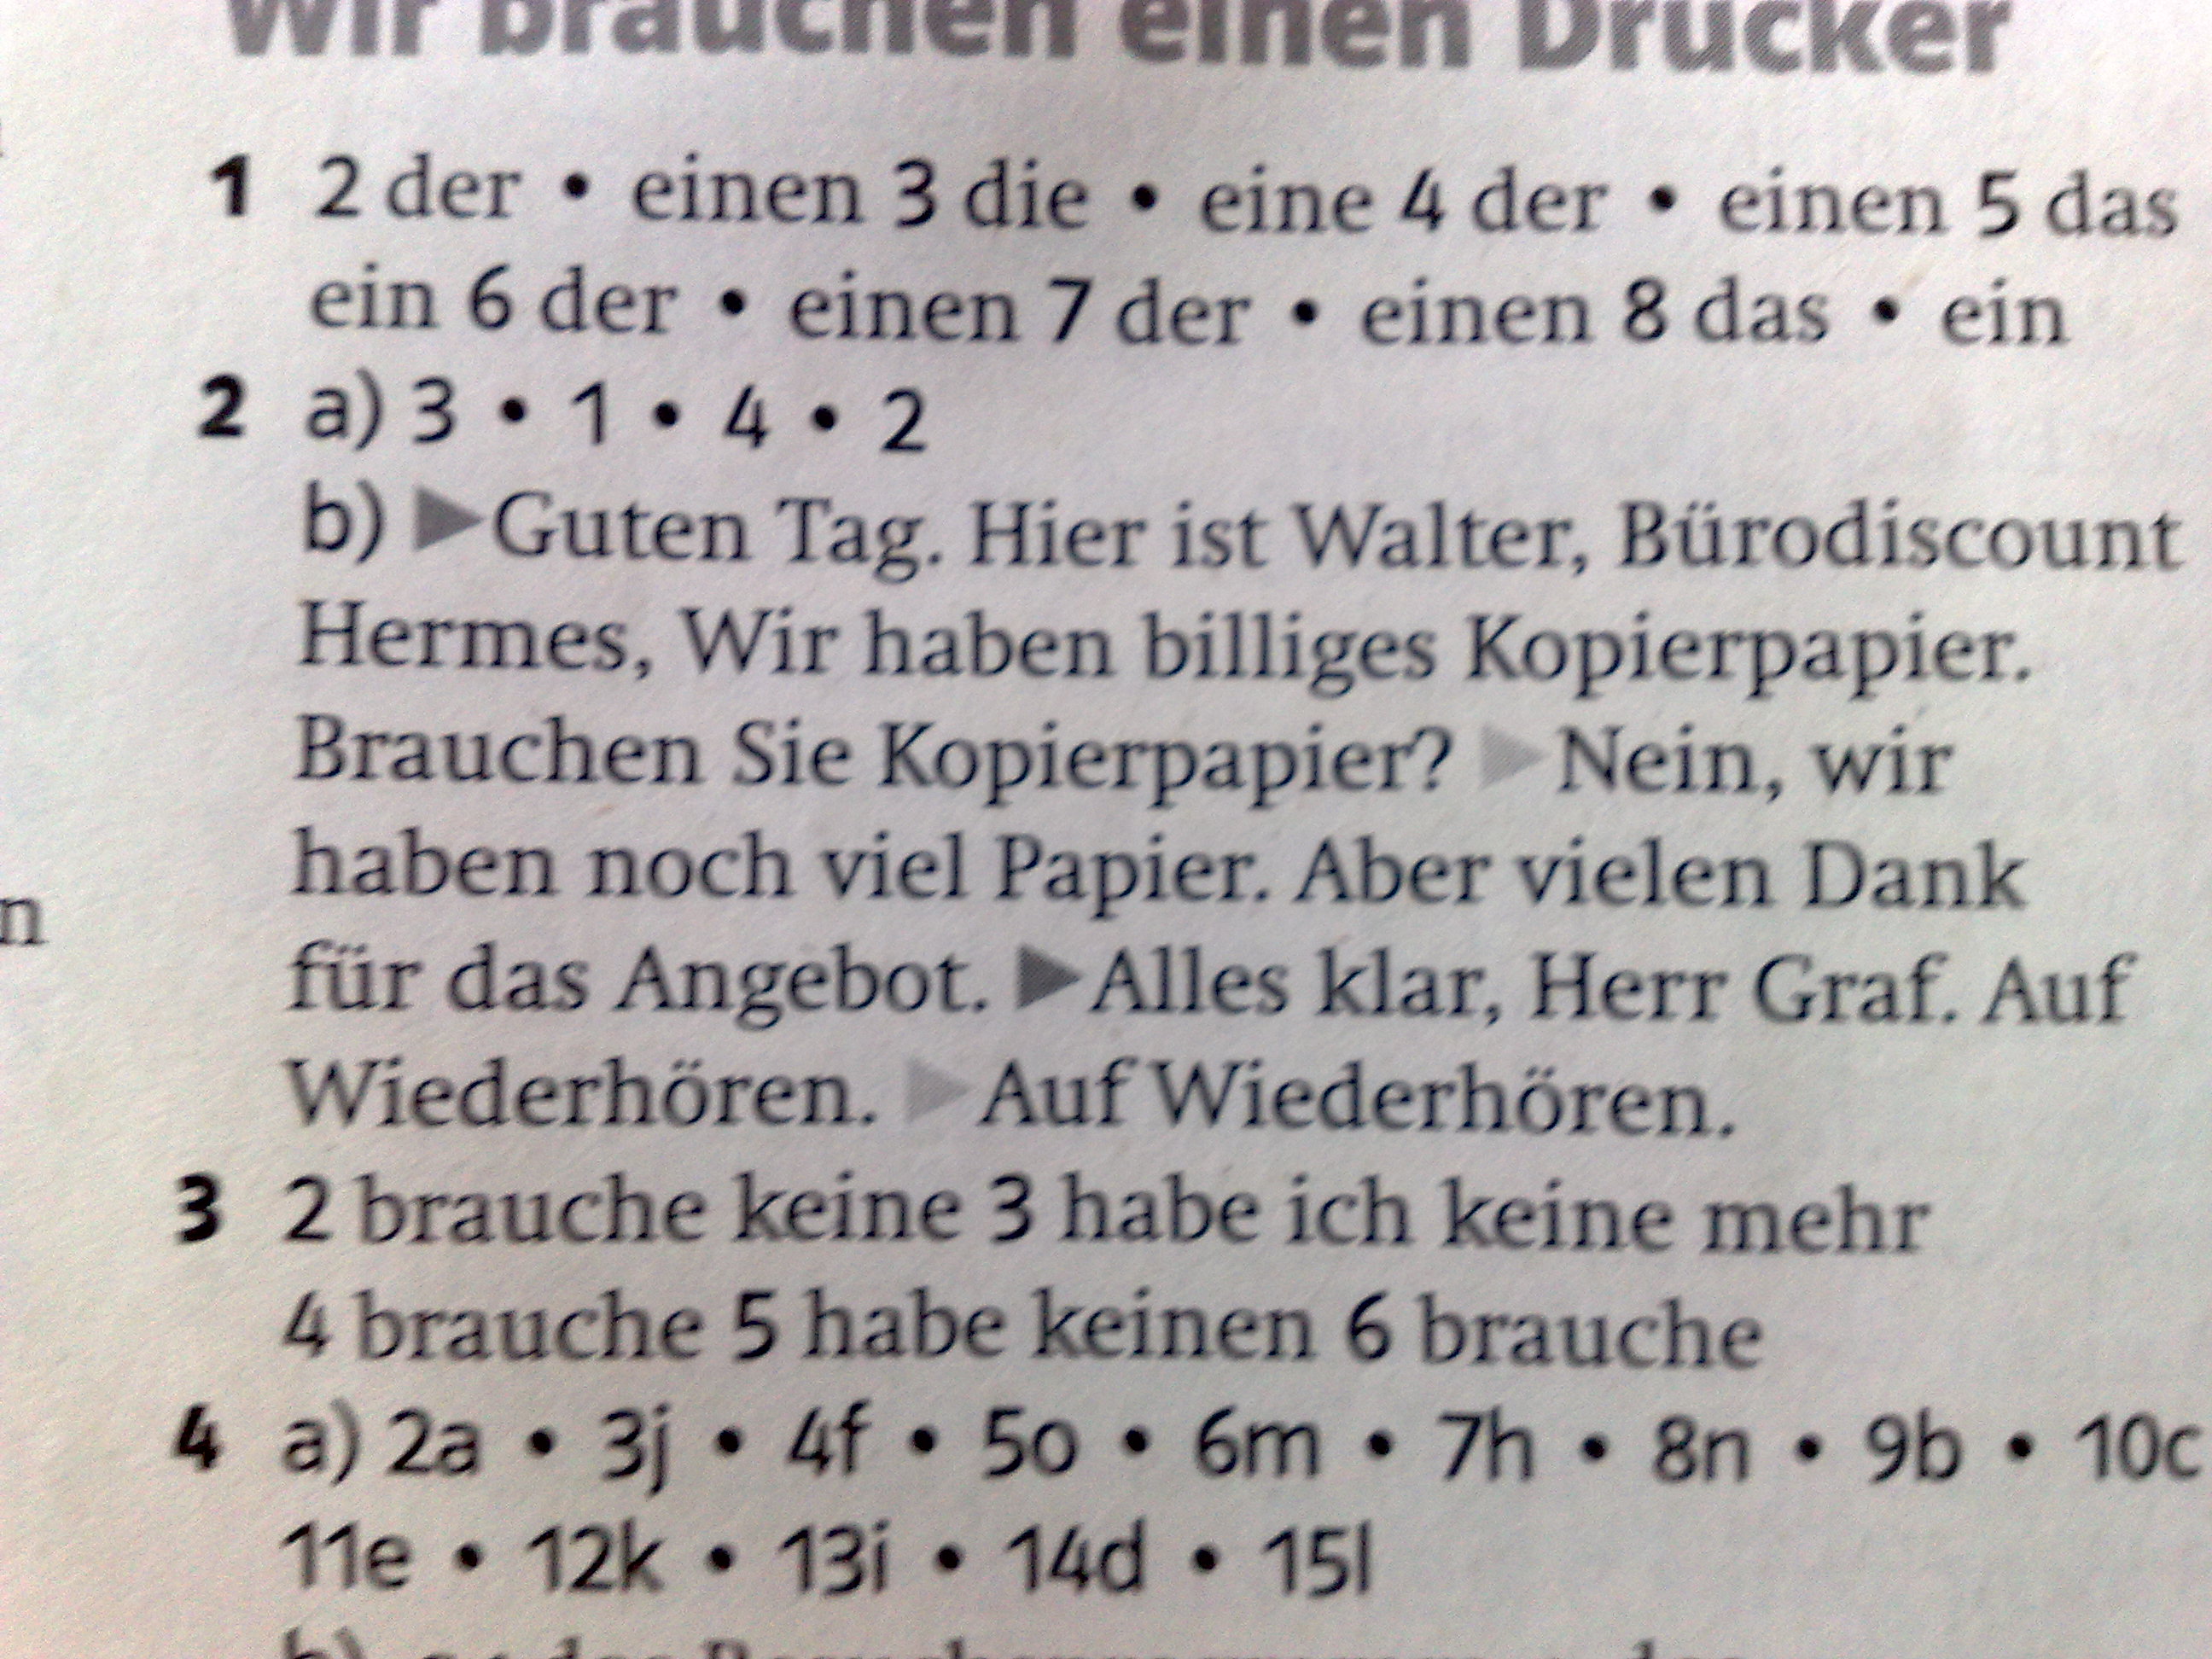 Wir brauchen einen Drucker
1 2 der • einen 3 die • eine 4 der • einen 5 das
ein 6 der • einen 7 der • einen 8 das • ein
2 a) 3 • 1 • 4 • 2
b) ▶Guten Tag. Hier ist Walter, Bürodiscount
Hermes, Wir haben billiges Kopierpapier.
Brauchen Sie Kopierpapier? ▶Nein, wir
haben noch viel Papier. Aber vielen Dank
für das Angebot. ▶Alles klar, Herr Graf. Auf
Wiederhören. ▶Auf Wiederhören.
3 2 brauche keine 3 habe ich keine mehr
4 brauche 5 habe keinen 6 brauche
4 a) 2a • 3j • 4f • 5o • 6m • 7h • 8n • 9b • 10c
11e • 12k • 13i • 14d • 15l